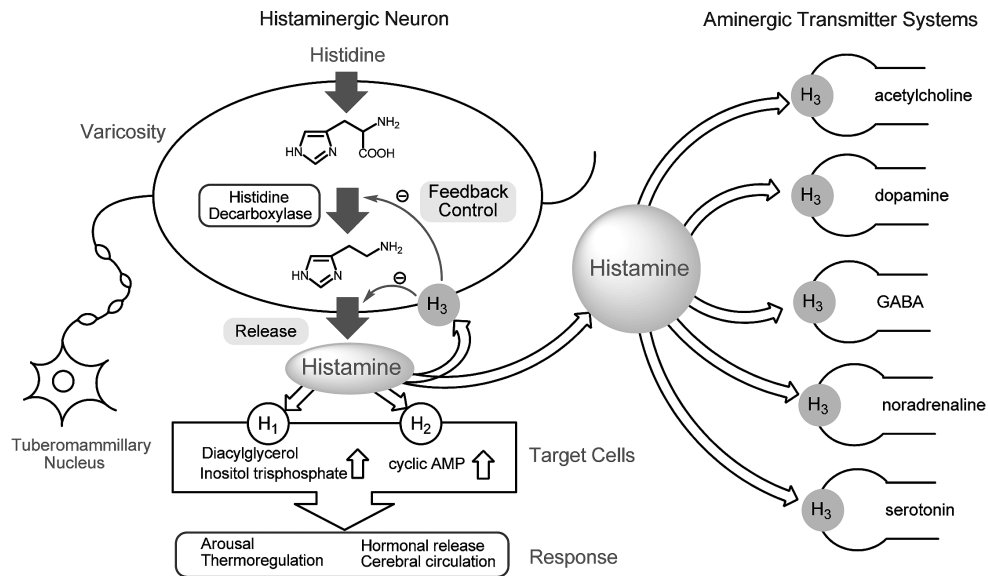 Histaminergic Neuron
Aminergic Transmitter Systems
Histidine
Varicosity
NH₂
HN
N
COOH
Histidine
Decarboxylase
⊖
Feedback
Control
NH₂
HN
N
⊖
H₃
Release
Histamine
Histamine
H₃
acetylcholine
H₃
dopamine
H₃
GABA
H₃
noradrenaline
H₃
serotonin
Tuberomammillary
Nucleus
H₁
H₂
Diacylglycerol
Inositol trisphosphate
cyclic AMP
Target Cells
Arousal
Thermoregulation
Hormonal release
Cerebral circulation
Response